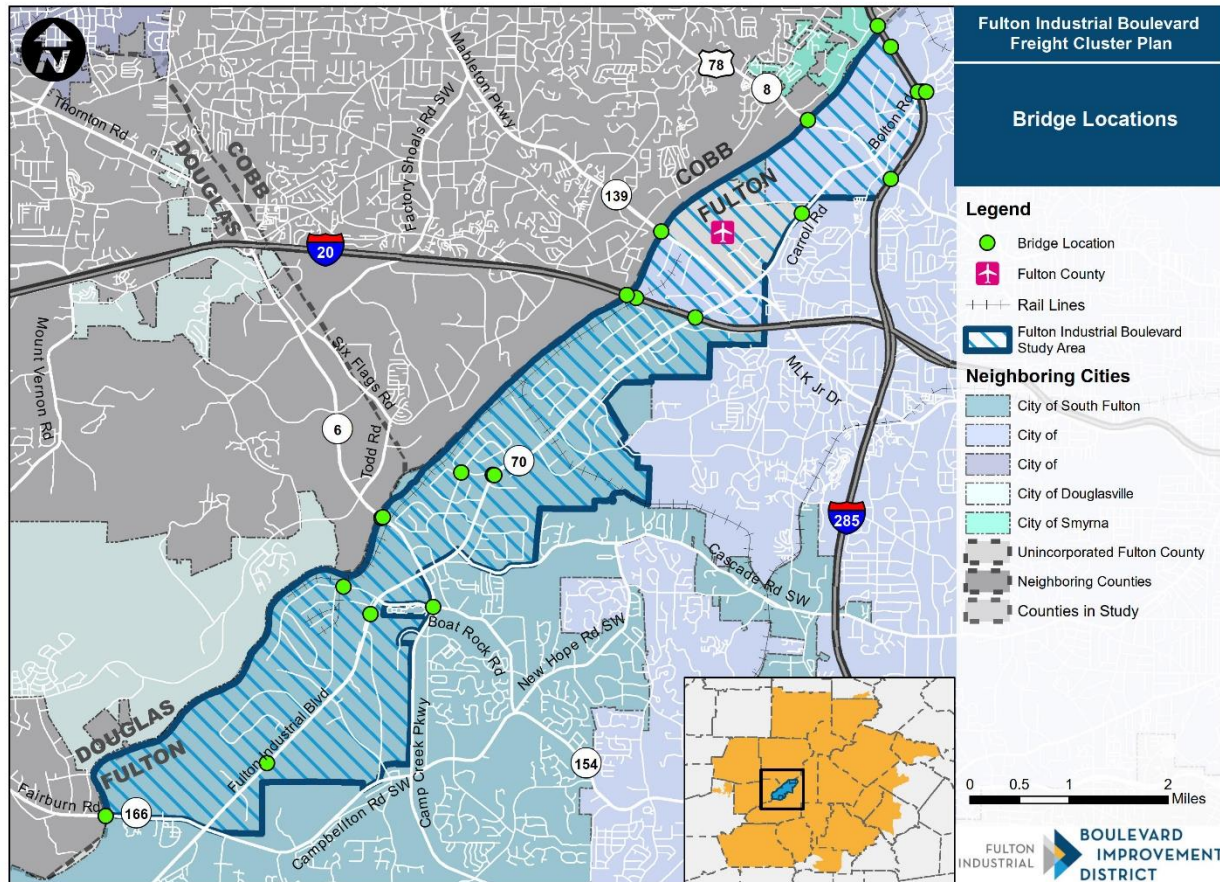 Fulton Industrial Boulevard
Freight Cluster Plan
Bridge Locations
Legend
Bridge Location
Fulton County
Rail Lines
Fulton Industrial Boulevard
Study Area
Neighboring Cities
City of South Fulton
City of
City of
City of Douglasville
City of Smyrna
Unincorporated Fulton County
Neighboring Counties
Counties in Study
0 0.5 1 2
Miles
FULTON
INDUSTRIAL
BOULEVARD
IMPROVEMENT
DISTRICT
N
Thornton Rd
COBB
DOUGLAS
Factory Shoals Rd SW
Mableton Pkwy
78
8
139
COBB
FULTON
Bolton Rd
Carroll Rd
20
Mount Vernon Rd
Six Flags Rd
6
Todd Rd
MLK Jr Dr
70
285
Cascade Rd SW
Boat Rock Rd
New Hope Rd SW
DOUGLAS
FULTON
Fulton Industrial Blvd
Camp Creek Pkwy
154
Fairburn Rd
166
Campbellton Rd SW